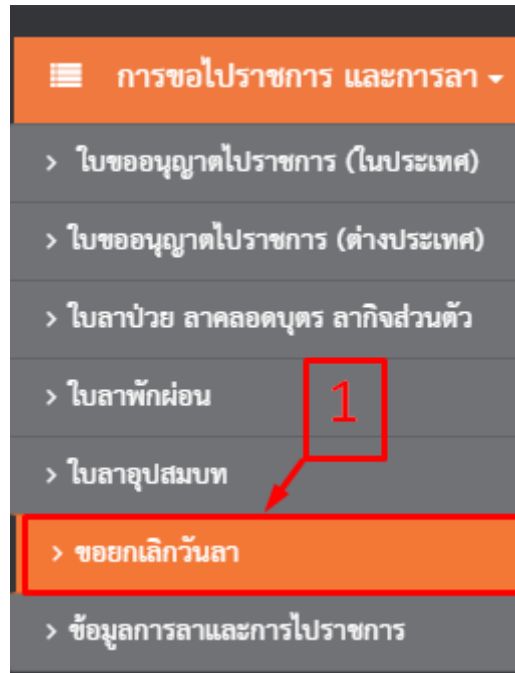 การขอไปราชการ และการลา
> ใบขออนุญาตไปราชการ (ในประเทศ)
> ใบขออนุญาตไปราชการ (ต่างประเทศ)
> ใบลาป่วย ลาคลอดบุตร ลากิจส่วนตัว
> ใบลาพักผ่อน
1
> ใบลาอุปสมบท
> ขอยกเลิกวันลา
> ข้อมูลการลาและการไปราชการ